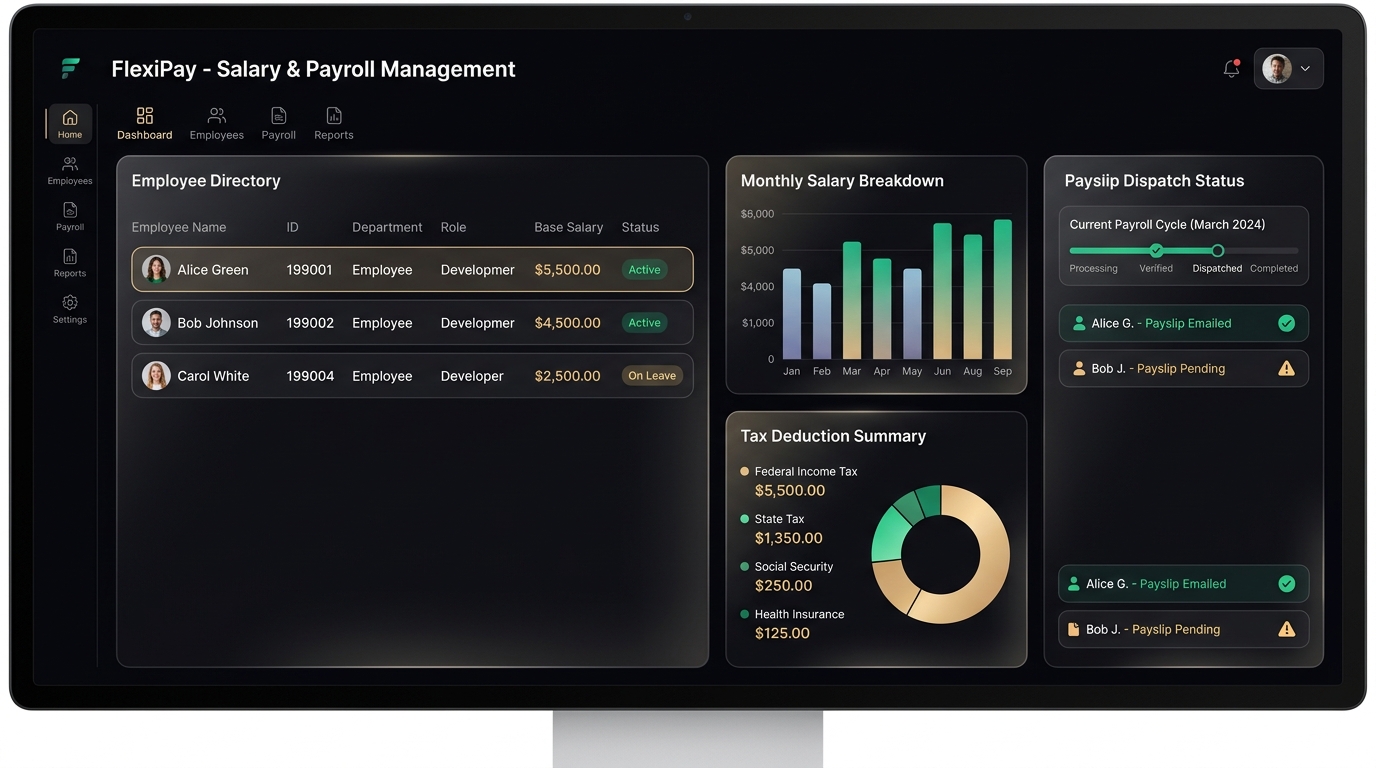 FlexiPay - Salary & Payroll Management
Dashboard
Employees
Payroll
Reports
Home
Employees
Payroll
Reports
Settings
Employee Directory
Employee Name ID Department Role Base Salary Status
Alice Green 199001 Employee Developmer $5,500.00 Active
Bob Johnson 199002 Employee Developmer $4,500.00 Active
Carol White 199004 Employee Developer $2,500.00 On Leave
Monthly Salary Breakdown
$6,000
$5,000
$4,000
$1,000
0
Jan Feb Mar Apr May Jun Aug Sep
Tax Deduction Summary
Federal Income Tax
$5,500.00
State Tax
$1,350.00
Social Security
$250.00
Health Insurance
$125.00
Paysiip Dispatch Status
Current Payroll Cycle (March 2024)
Processing Verified Dispatched Completed
Alice G. - Payslip Emailed
Bob J. - Payslip Pending
Alice G. - Payslip Emailed
Bob J. - Payslip Pending